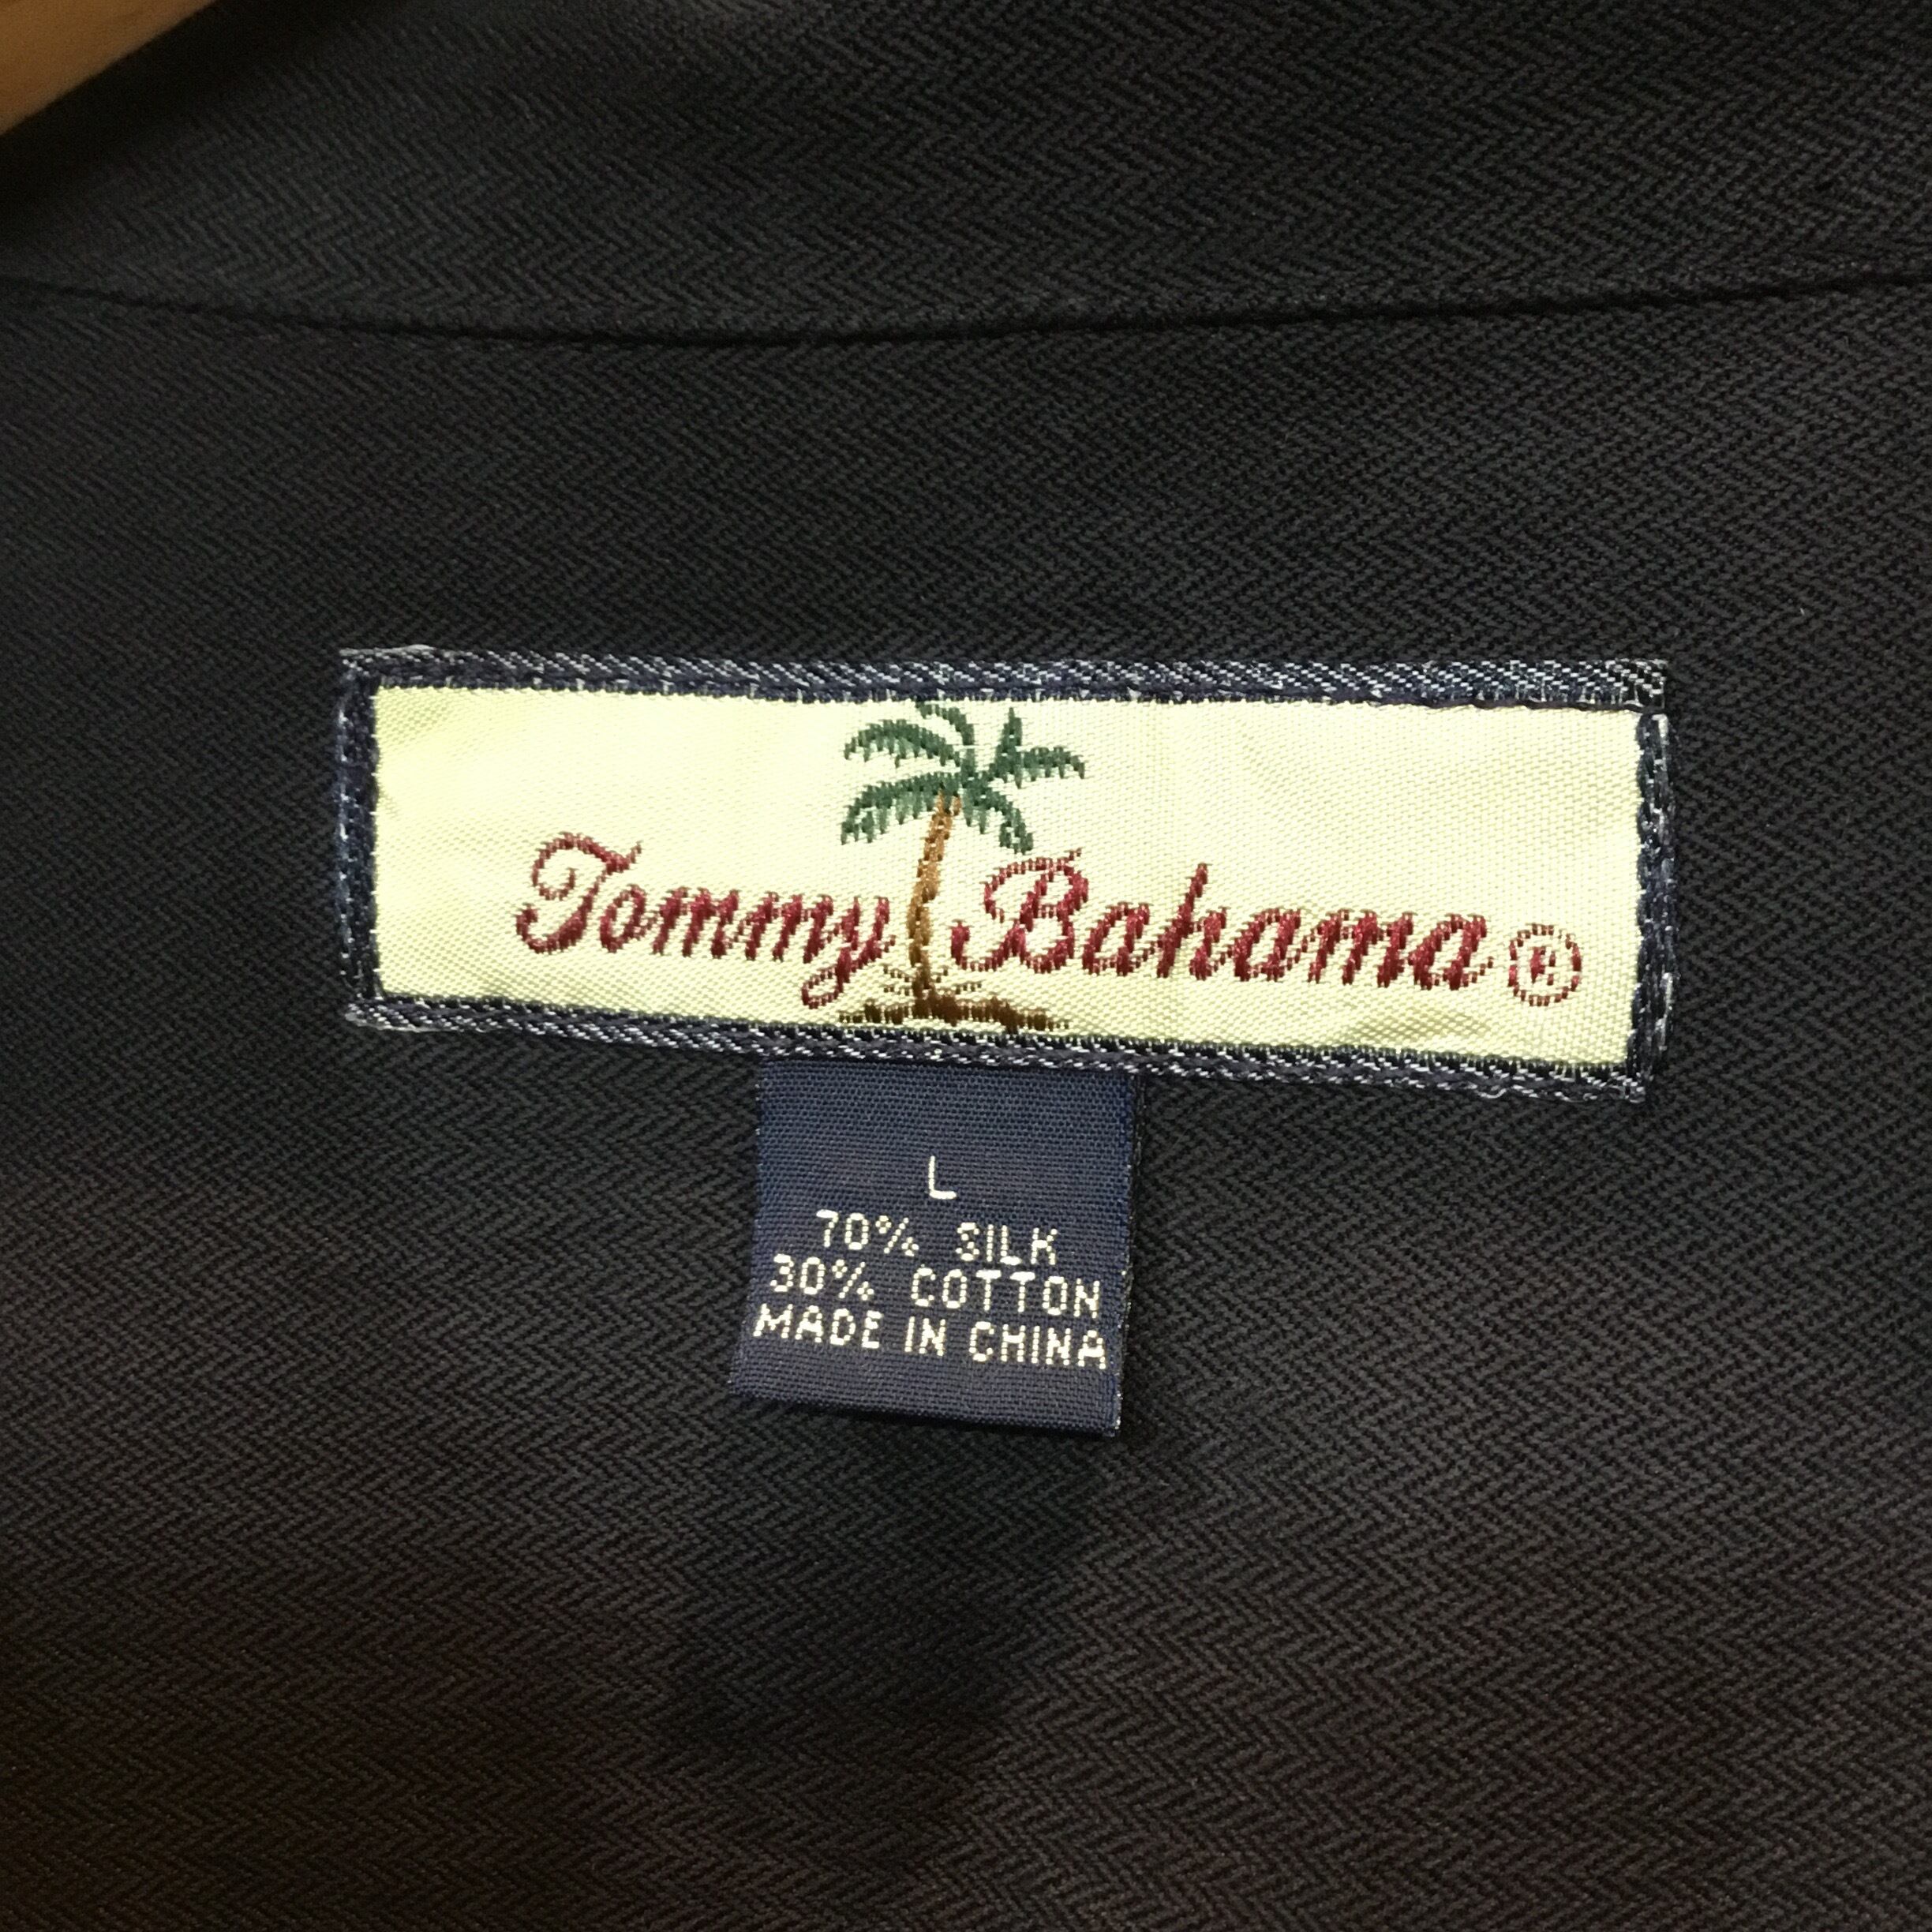 Tommy Bahama®
L
70% SILK
30% COTTON
MADE IN CHINA